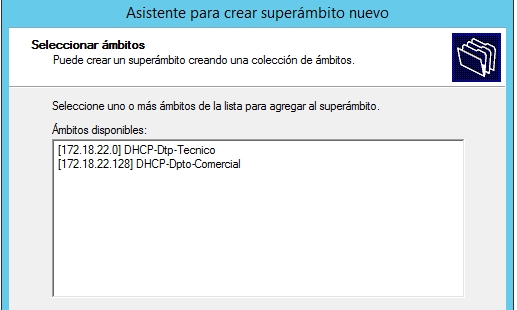 Asistente para crear superámbito nuevo
Seleccionar ámbitos
Puede crear un superámbito creando una colección de ámbitos.
Seleccione uno o más ámbitos de la lista para agregar al superámbito.
Ámbitos disponibles:
[172.18.22.0] DHCP-Dtp-Tecnico
[172.18.22.128] DHCP-Dpto-Comercial